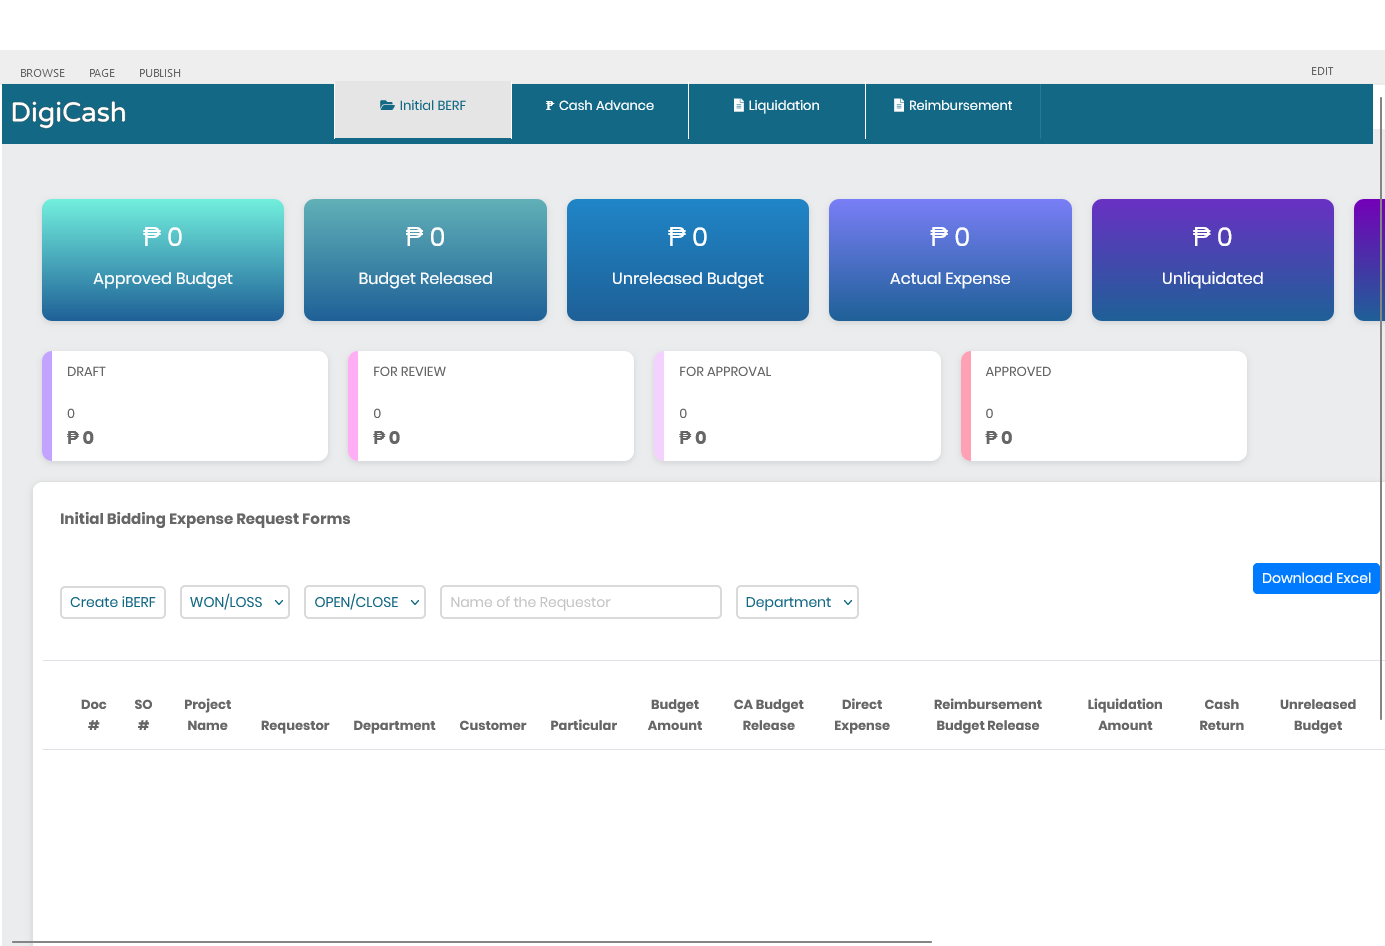 BROWSE PAGE PUBLISH EDIT
DigiCash Initial BERF ₱ Cash Advance Liquidation Reimbursement
₱ 0 ₱ 0 ₱ 0 ₱ 0 ₱ 0
Approved Budget Budget Released Unreleased Budget Actual Expense Unliquidated
DRAFT FOR REVIEW FOR APPROVAL APPROVED
0 0 0 0
₱ 0 ₱ 0 ₱ 0 ₱ 0
Initial Bidding Expense Request Forms
Download Excel
Create iBERF WON/LOSS OPEN/CLOSE Name of the Requestor Department
Doc SO Project Budget CA Budget Direct Reimbursement Liquidation Cash Unreleased
# # Name Requestor Department Customer Particular Amount Release Expense Budget Release Amount Return Budget